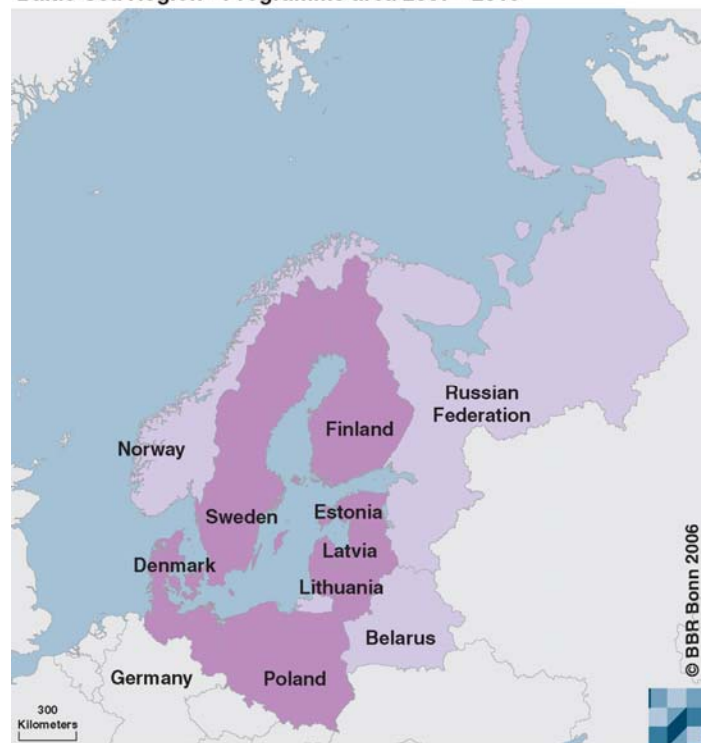 Russian
Federation
Finland
Norway
Sweden
Estonia
Denmark
Latvia
Lithuania
Belarus
Germany
Poland
300
Kilometers
© BBR Bonn 2006